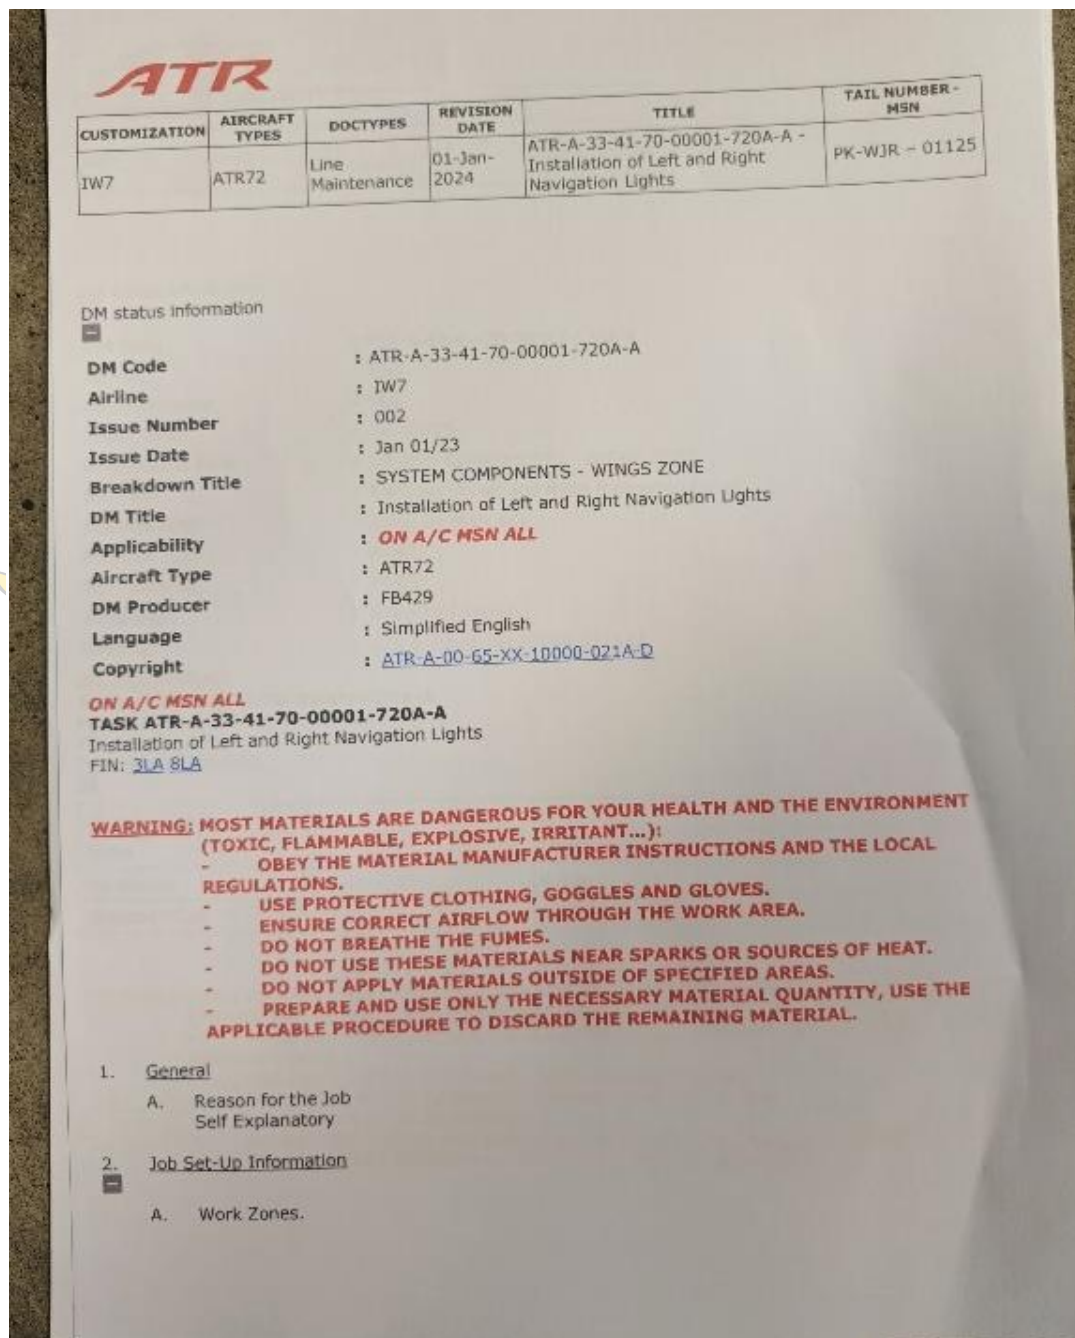 ATR
CUSTOMIZATION AIRCRAFT TYPES DOCTYPES REVISION DATE TITLE TAIL NUMBER - MSN
IW7 ATR72 Line Maintenance 01-Jan-2024 ATR-A-33-41-70-00001-720A-A - Installation of Left and Right Navigation Lights PK-WJR - 01125
DM status information
DM Code : ATR-A-33-41-70-00001-720A-A
Airline : IW7
Issue Number : 002
Issue Date : Jan 01/23
Breakdown Title : SYSTEM COMPONENTS - WINGS ZONE
DM Title : Installation of Left and Right Navigation Lights
Applicability : ON A/C MSN ALL
Aircraft Type : ATR72
DM Producer : FB429
Language : Simplified English
Copyright : ATR-A-00-65-XX-10000-021A-D
ON A/C MSN ALL
TASK ATR-A-33-41-70-00001-720A-A
Installation of Left and Right Navigation Lights
FIN: 3LA 8LA
WARNING: MOST MATERIALS ARE DANGEROUS FOR YOUR HEALTH AND THE ENVIRONMENT
(TOXIC, FLAMMABLE, EXPLOSIVE, IRRITANT...):
- OBEY THE MATERIAL MANUFACTURER INSTRUCTIONS AND THE LOCAL
REGULATIONS.
- USE PROTECTIVE CLOTHING, GOGGLES AND GLOVES.
- ENSURE CORRECT AIRFLOW THROUGH THE WORK AREA.
- DO NOT BREATHE THE FUMES.
- DO NOT USE THESE MATERIALS NEAR SPARKS OR SOURCES OF HEAT.
- DO NOT APPLY MATERIALS OUTSIDE OF SPECIFIED AREAS.
- PREPARE AND USE ONLY THE NECESSARY MATERIAL QUANTITY, USE THE
APPLICABLE PROCEDURE TO DISCARD THE REMAINING MATERIAL.
1. General
A. Reason for the Job
Self Explanatory
2. Job Set-Up Information
A. Work Zones.